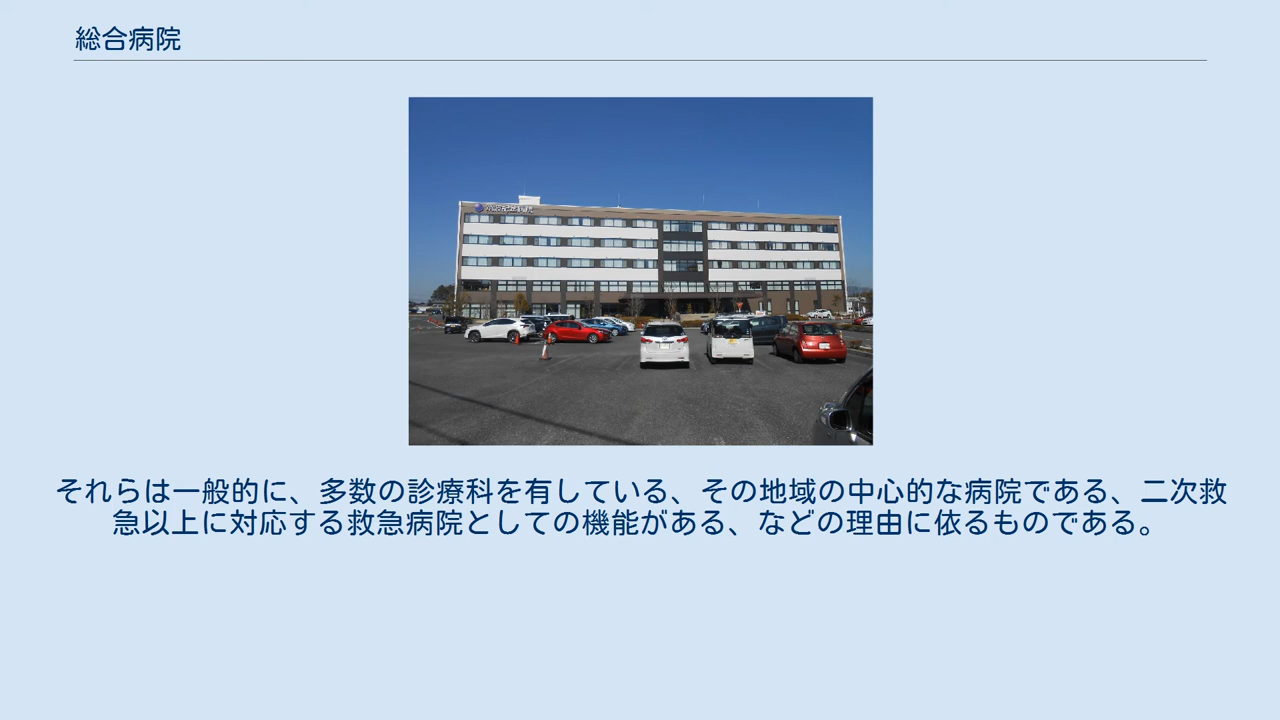 総合病院
それらは一般的に、多数の診療科を有している、その地域の中心的な病院である、二次救
急以上に対応する救急病院としての機能がある、などの理由に依るものである。